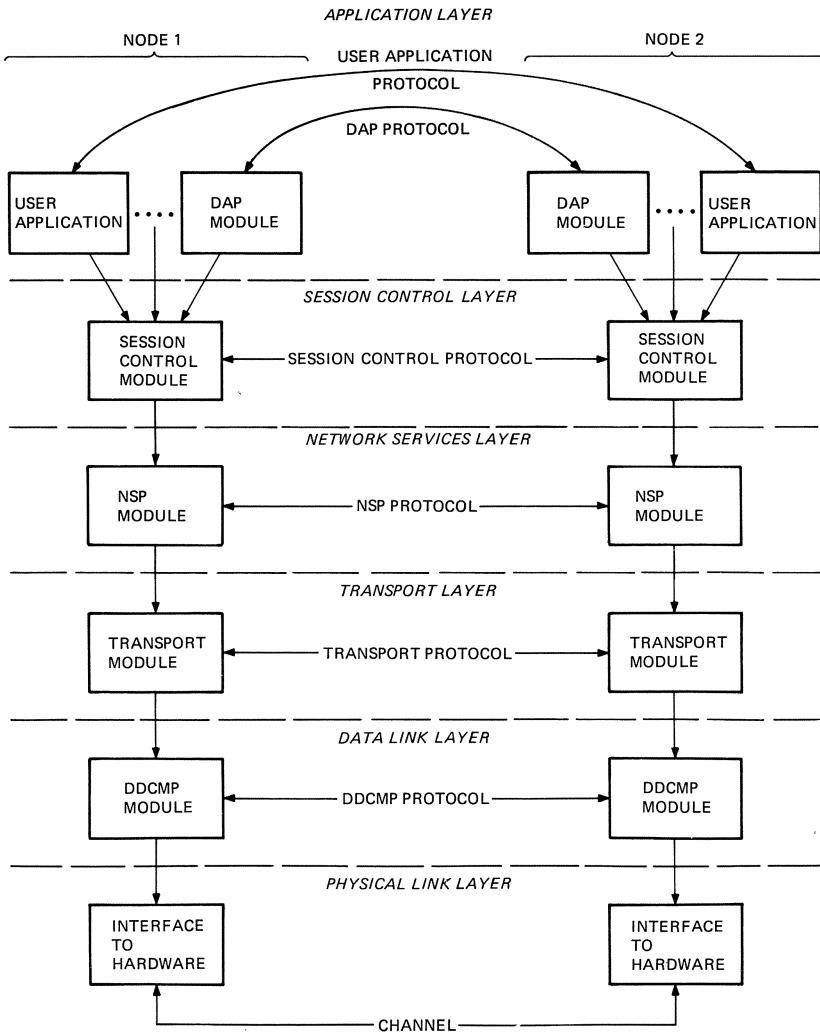 APPLICATION LAYER
NODE 1
NODE 2
USER APPLICATION
PROTOCOL
DAP PROTOCOL
USER
APPLICATION
DAP
MODULE
DAP
MODULE
USER
APPLICATION
SESSION CONTROL LAYER
SESSION
CONTROL
MODULE
SESSION CONTROL PROTOCOL
SESSION
CONTROL
MODULE
NETWORK SERVICES LAYER
NSP
MODULE
NSP PROTOCOL
NSP
MODULE
TRANSPORT LAYER
TRANSPORT
MODULE
TRANSPORT PROTOCOL
TRANSPORT
MODULE
DATA LINK LAYER
DDCMP
MODULE
DDCMP PROTOCOL
DDCMP
MODULE
PHYSICAL LINK LAYER
INTERFACE
TO
HARDWARE
INTERFACE
TO
HARDWARE
CHANNEL